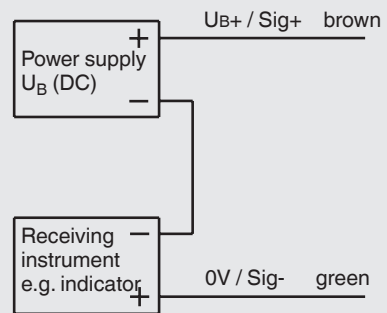 + UB+ / Sig+ brown
Power supply
UB (DC)
−
Receiving −
instrument
e.g. indicator
+ 0V / Sig- green